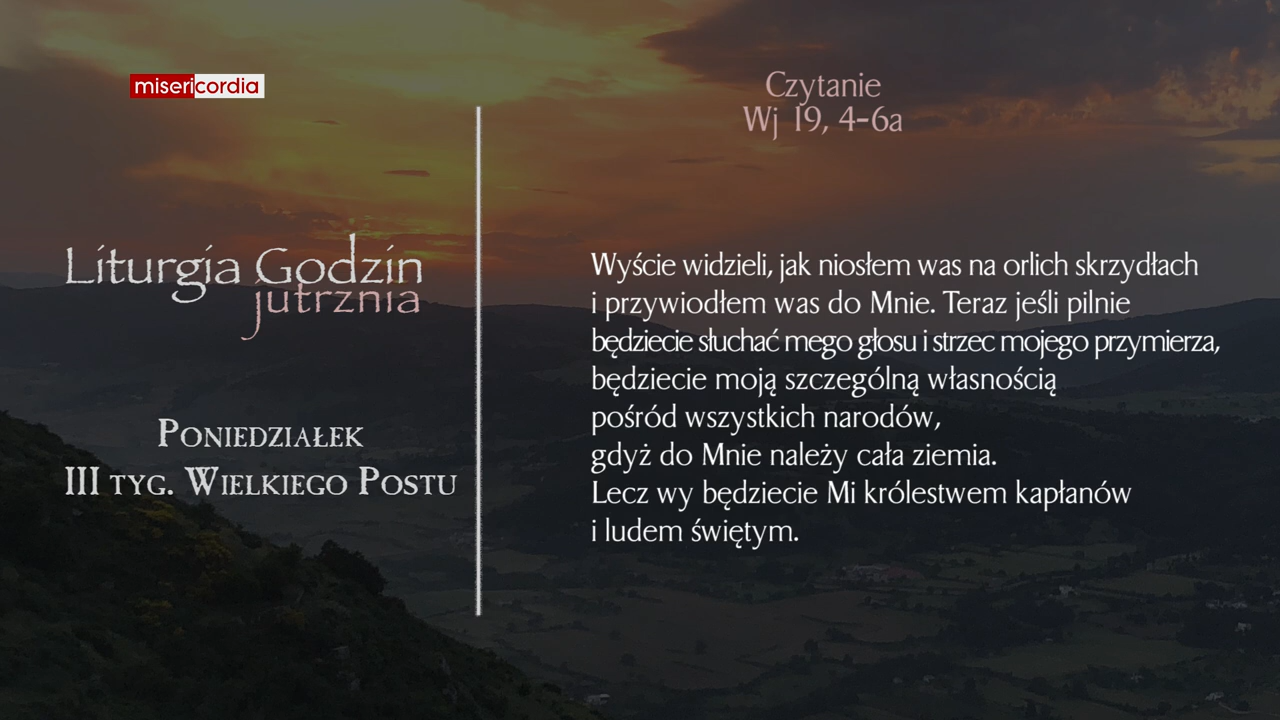 misericordia
Liturgia Godzin
jutrznia
Poniedziałek
III tyg. Wielkiego Postu
Czytanie
Wj 19, 4-6a
Wyście widzieli, jak niosłem was na orlich skrzydłach
i przywiodłem was do Mnie. Teraz jeśli pilnie
będziecie słuchać mego głosu i strzec mojego przymierza,
będziecie moją szczególną własnością
pośród wszystkich narodów,
gdyż do Mnie należy cała ziemia.
Lecz wy będziecie Mi królestwem kapłanów
i ludem świętym.